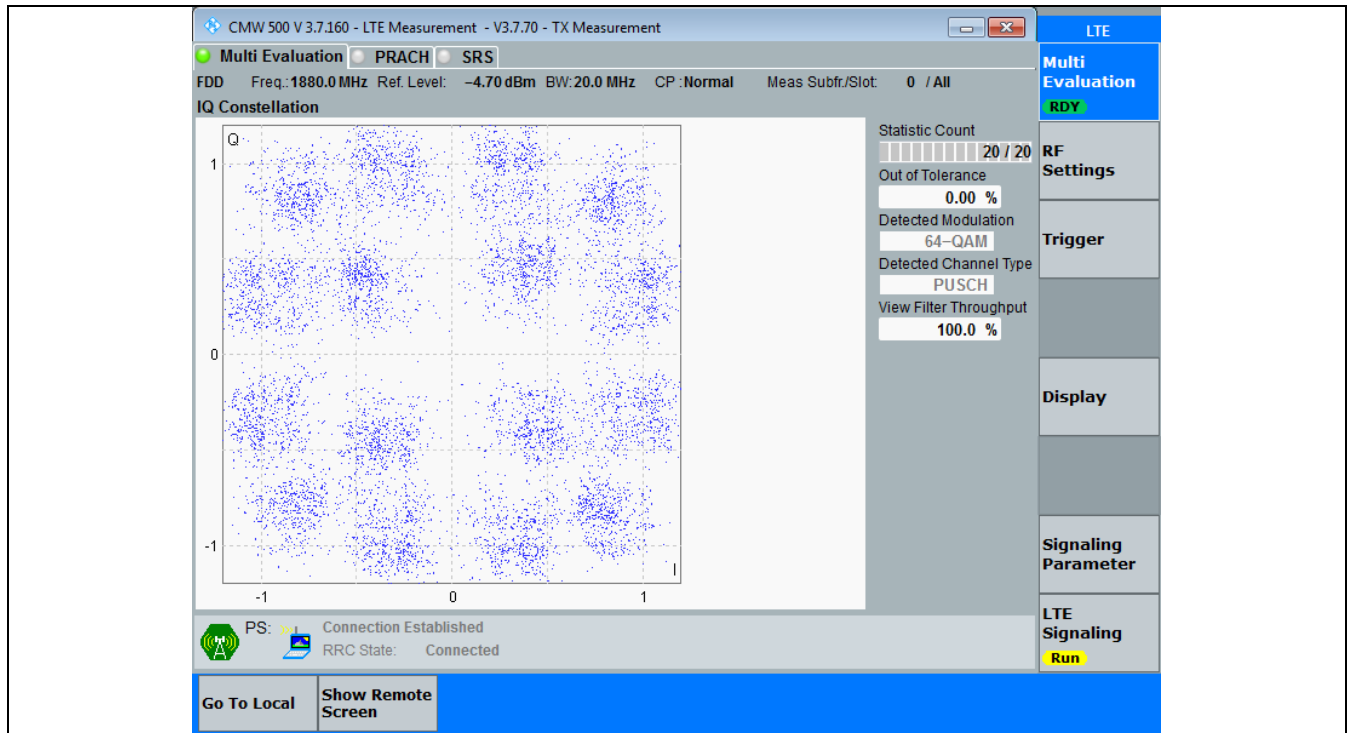 CMW 500 V 3.7.160 - LTE Measurement - V3.7.70 - TX Measurement
LTE
Multi Evaluation PRACH SRS
FDD Freq.: 1880.0 MHz Ref. Level: −4.70 dBm BW: 20.0 MHz CP : Normal Meas Subfr./Slot: 0 / All
IQ Constellation
Q
1
0
-1
-1 0 1
I
Statistic Count
20 / 20
Out of Tolerance
0.00 %
Detected Modulation
64−QAM
Detected Channel Type
PUSCH
View Filter Throughput
100.0 %
Multi
Evaluation
RDY
RF
Settings
Trigger
Display
Signaling
Parameter
LTE
Signaling
Run
PS: Connection Established
RRC State: Connected
Go To Local
Show Remote
Screen